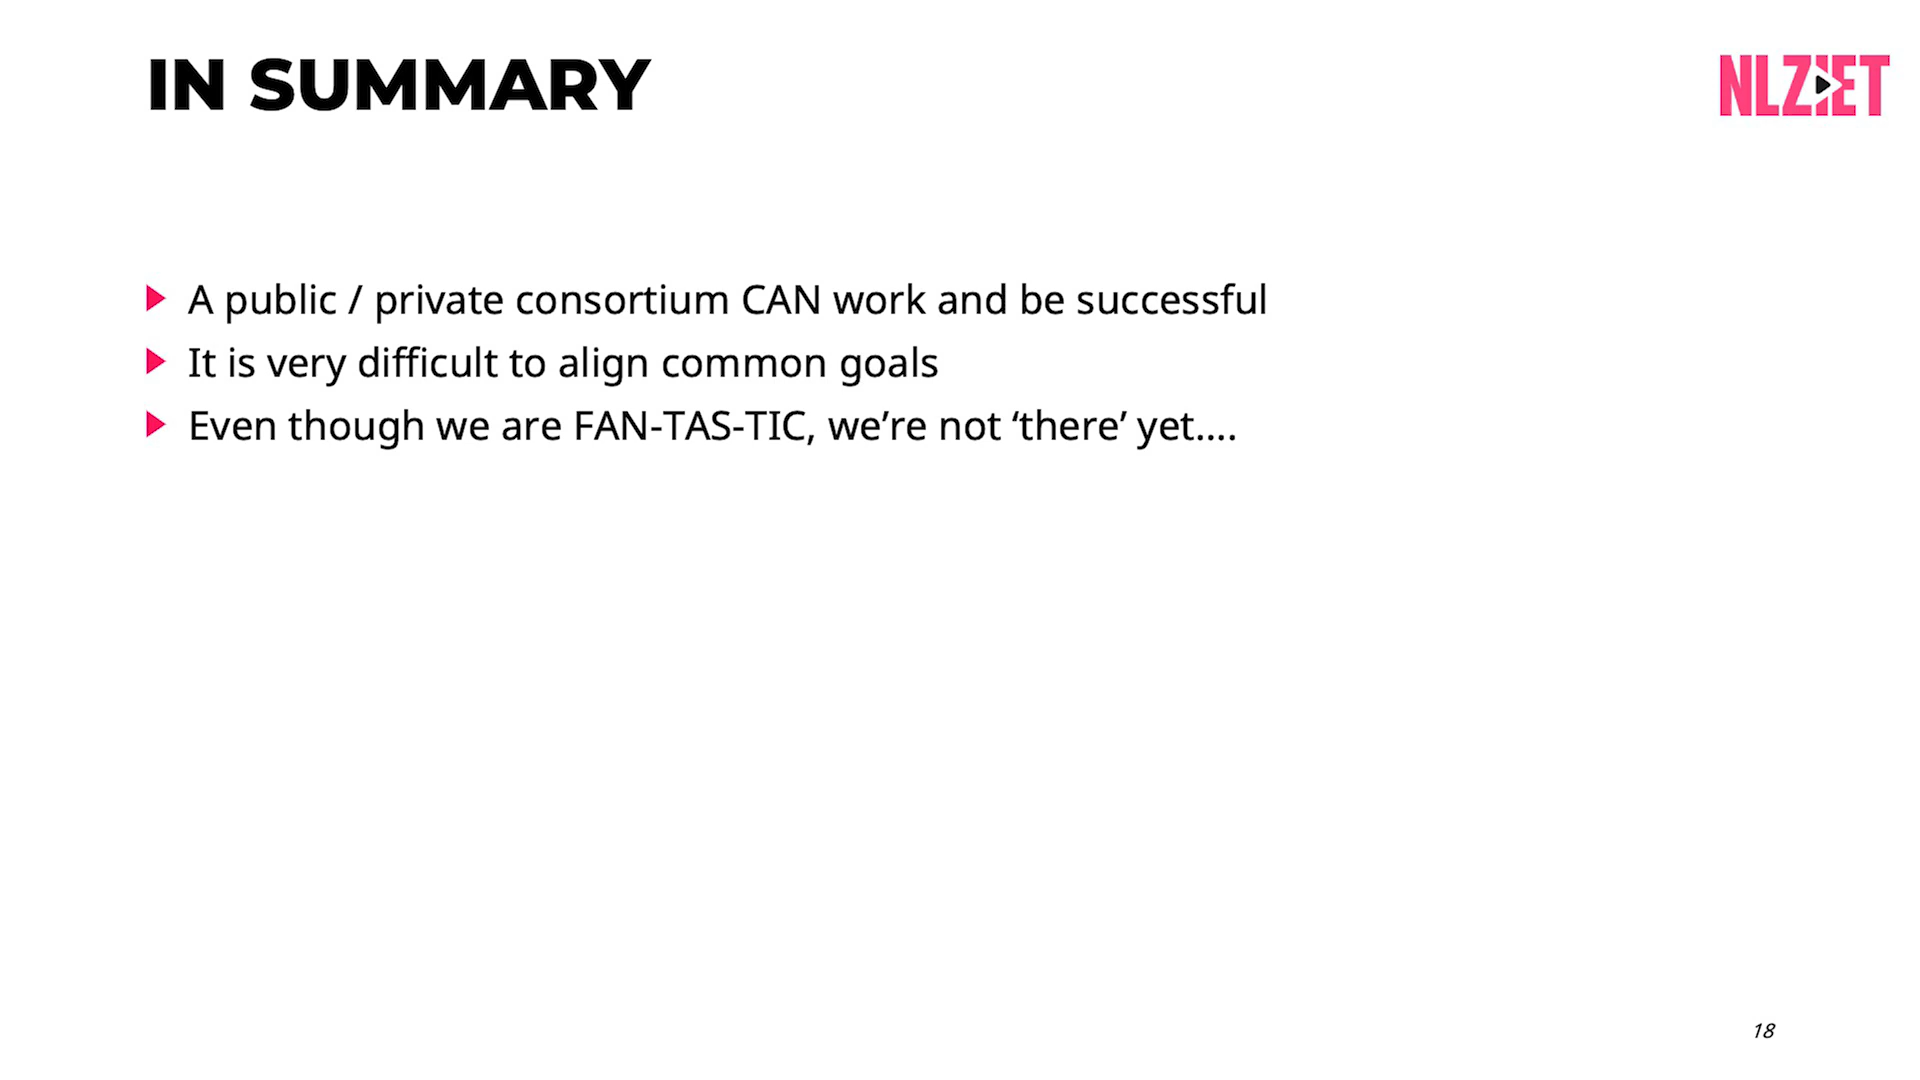 IN SUMMARY
NLZIET
A public / private consortium CAN work and be successful
It is very difficult to align common goals
Even though we are FAN-TAS-TIC, we’re not ‘there’ yet….
18